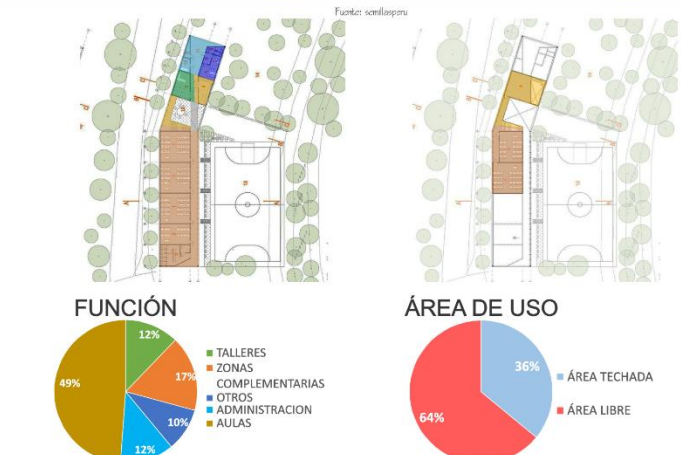 Fuente: semillasperu
FUNCIÓN
12%
17%
10%
12%
49%
TALLERES
ZONAS
COMPLEMENTARIAS
OTROS
ADMINISTRACION
AULAS
ÁREA DE USO
36%
64%
ÁREA TECHADA
ÁREA LIBRE